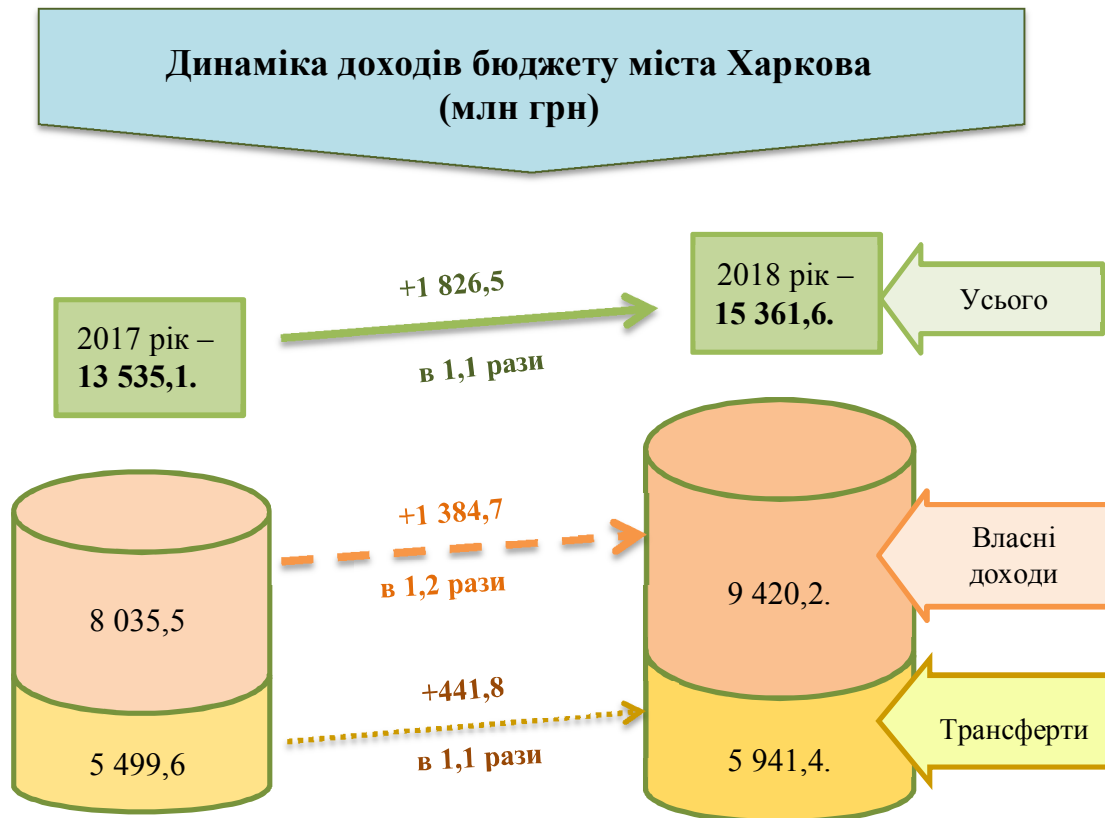 Динаміка доходів бюджету міста Харкова
(млн грн)
2017 рік –
13 535,1.
+1 826,5
в 1,1 рази
2018 рік –
15 361,6.
Усього
8 035,5
+1 384,7
в 1,2 рази
9 420,2.
Власні
доходи
5 499,6
+441,8
в 1,1 рази
5 941,4.
Трансферти